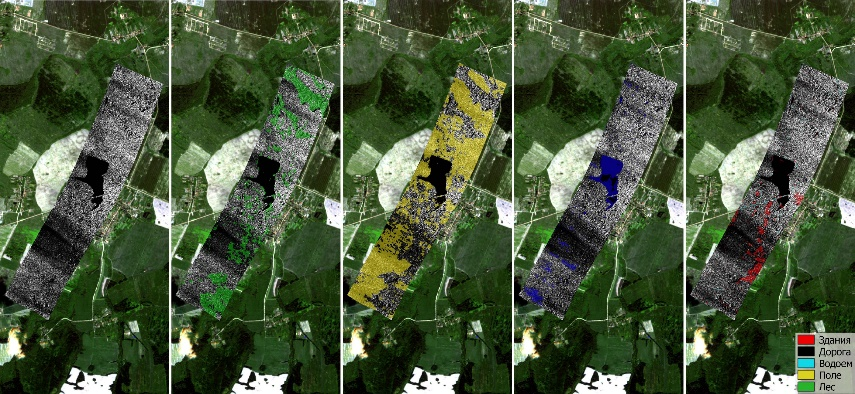 Здания
Дорога
Водоем
Поле
Лес